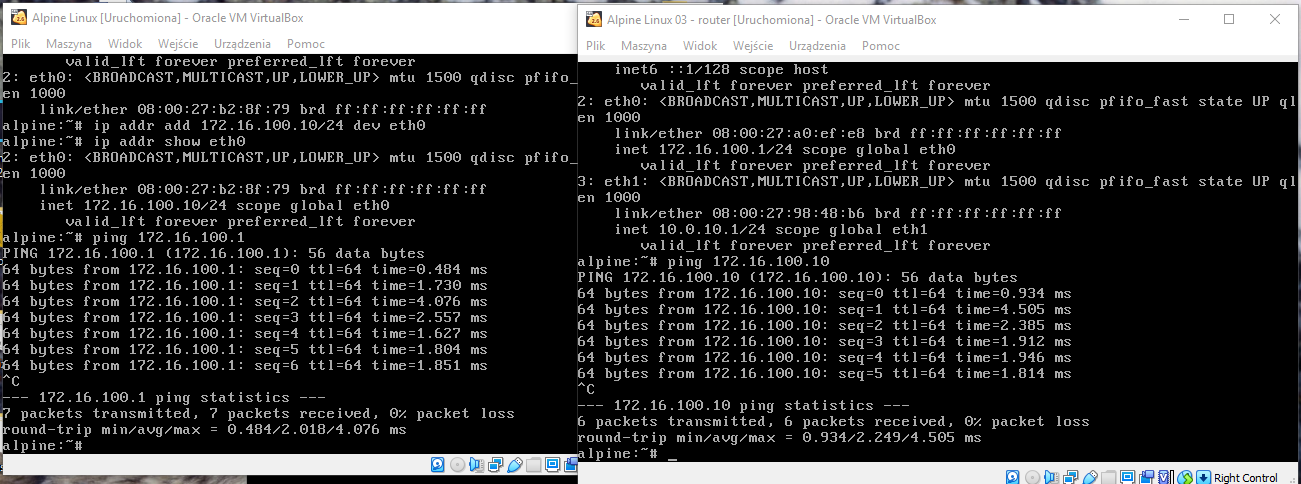 Alpine Linux [Uruchomiona] - Oracle VM VirtualBox
Plik Maszyna Widok Wejście Urządzenia Pomoc
valid_lft forever preferred_lft forever
2: eth0: <BROADCAST,MULTICAST,UP,LOWER_UP> mtu 1500 qdisc pfifo_
en 1000
link/ether 08:00:27:b2:8f:79 brd ff:ff:ff:ff:ff:ff
alpine:~# ip addr add 172.16.100.10/24 dev eth0
alpine:~# ip addr show eth0
2: eth0: <BROADCAST,MULTICAST,UP,LOWER_UP> mtu 1500 qdisc pfifo_
en 1000
link/ether 08:00:27:b2:8f:79 brd ff:ff:ff:ff:ff:ff
inet 172.16.100.10/24 scope global eth0
valid_lft forever preferred_lft forever
alpine:~# ping 172.16.100.1
PING 172.16.100.1 (172.16.100.1): 56 data bytes
64 bytes from 172.16.100.1: seq=0 ttl=64 time=0.484 ms
64 bytes from 172.16.100.1: seq=1 ttl=64 time=1.730 ms
64 bytes from 172.16.100.1: seq=2 ttl=64 time=4.076 ms
64 bytes from 172.16.100.1: seq=3 ttl=64 time=2.557 ms
64 bytes from 172.16.100.1: seq=4 ttl=64 time=1.627 ms
64 bytes from 172.16.100.1: seq=5 ttl=64 time=1.804 ms
64 bytes from 172.16.100.1: seq=6 ttl=64 time=1.851 ms
^C
--- 172.16.100.1 ping statistics ---
7 packets transmitted, 7 packets received, 0% packet loss
round-trip min/avg/max = 0.484/2.018/4.076 ms
alpine:~#
Alpine Linux 03 - router [Uruchomiona] - Oracle VM VirtualBox
Plik Maszyna Widok Wejście Urządzenia Pomoc
inet6 ::1/128 scope host
valid_lft forever preferred_lft forever
2: eth0: <BROADCAST,MULTICAST,UP,LOWER_UP> mtu 1500 qdisc pfifo_fast state UP ql
en 1000
link/ether 08:00:27:a0:ef:e8 brd ff:ff:ff:ff:ff:ff
inet 172.16.100.1/24 scope global eth0
valid_lft forever preferred_lft forever
3: eth1: <BROADCAST,MULTICAST,UP,LOWER_UP> mtu 1500 qdisc pfifo_fast state UP ql
en 1000
link/ether 08:00:27:98:48:b6 brd ff:ff:ff:ff:ff:ff
inet 10.0.10.1/24 scope global eth1
valid_lft forever preferred_lft forever
alpine:~# ping 172.16.100.10
PING 172.16.100.10 (172.16.100.10): 56 data bytes
64 bytes from 172.16.100.10: seq=0 ttl=64 time=0.934 ms
64 bytes from 172.16.100.10: seq=1 ttl=64 time=4.505 ms
64 bytes from 172.16.100.10: seq=2 ttl=64 time=2.385 ms
64 bytes from 172.16.100.10: seq=3 ttl=64 time=1.912 ms
64 bytes from 172.16.100.10: seq=4 ttl=64 time=1.946 ms
64 bytes from 172.16.100.10: seq=5 ttl=64 time=1.814 ms
^C
--- 172.16.100.10 ping statistics ---
6 packets transmitted, 6 packets received, 0% packet loss
round-trip min/avg/max = 0.934/2.249/4.505 ms
alpine:~# _
Right Control